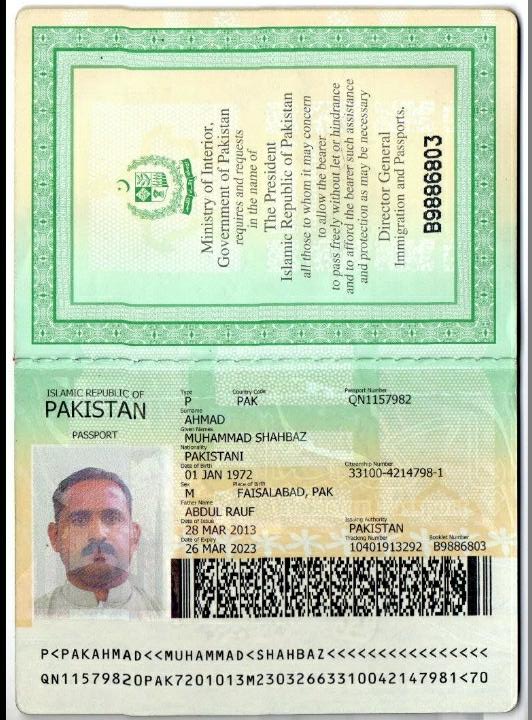 Ministry of Interior,
Government of Pakistan
requires and requests
in the name of
The President
Islamic Republic of Pakistan
all those to whom it may concern
to allow the bearer
to pass freely without let or hindrance
and to afford the bearer such assistance
and protection as may be necessary
Director General
Immigration and Passports.
B9886803
ISLAMIC REPUBLIC OF
PAKISTAN
PASSPORT
Type Country Code Passport Number
P PAK QN1157982
Surname
AHMAD
Given Names
MUHAMMAD SHAHBAZ
Nationality
PAKISTANI
Date of Birth Citizenship Number
01 JAN 1972 33100-4214798-1
Sex Place of Birth
M FAISALABAD, PAK
Father Name
ABDUL RAUF
Date of Issue Issuing Authority
28 MAR 2013 PAKISTAN
Date of Expiry Tracking Number Booklet Number
26 MAR 2023 10401913292 B9886803
P<PAKAHMAD<<MUHAMMAD<SHAHBAZ<<<<<<<<<<<<<<<<
QN11579820PAK7201013M23032663310042147981<70